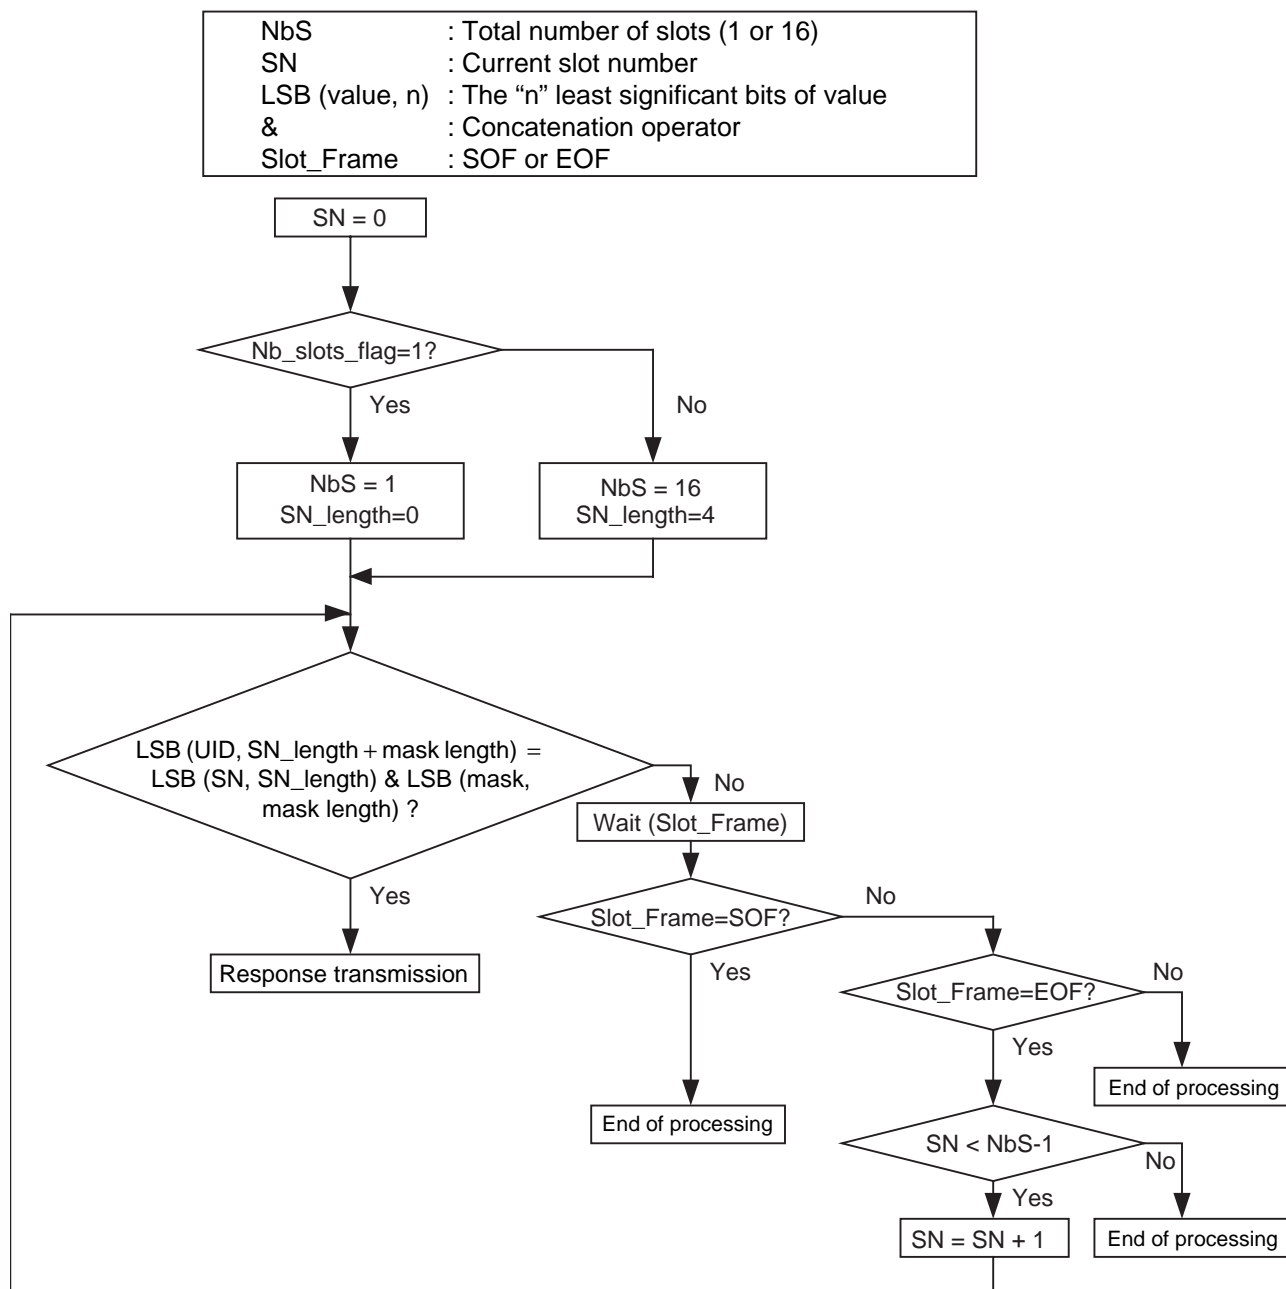 NbS : Total number of slots (1 or 16)
SN : Current slot number
LSB (value, n) : The “n” least significant bits of value
& : Concatenation operator
Slot_Frame : SOF or EOF
SN = 0
Nb_slots_flag=1?
Yes
No
NbS = 1
SN_length=0
NbS = 16
SN_length=4
LSB (UID, SN_length + mask length) =
LSB (SN, SN_length) & LSB (mask,
mask length) ?
No
Wait (Slot_Frame)
Yes
Response transmission
Slot_Frame=SOF?
No
Yes
Slot_Frame=EOF?
No
Yes
End of processing
End of processing
SN < NbS-1
No
Yes
SN = SN + 1
End of processing